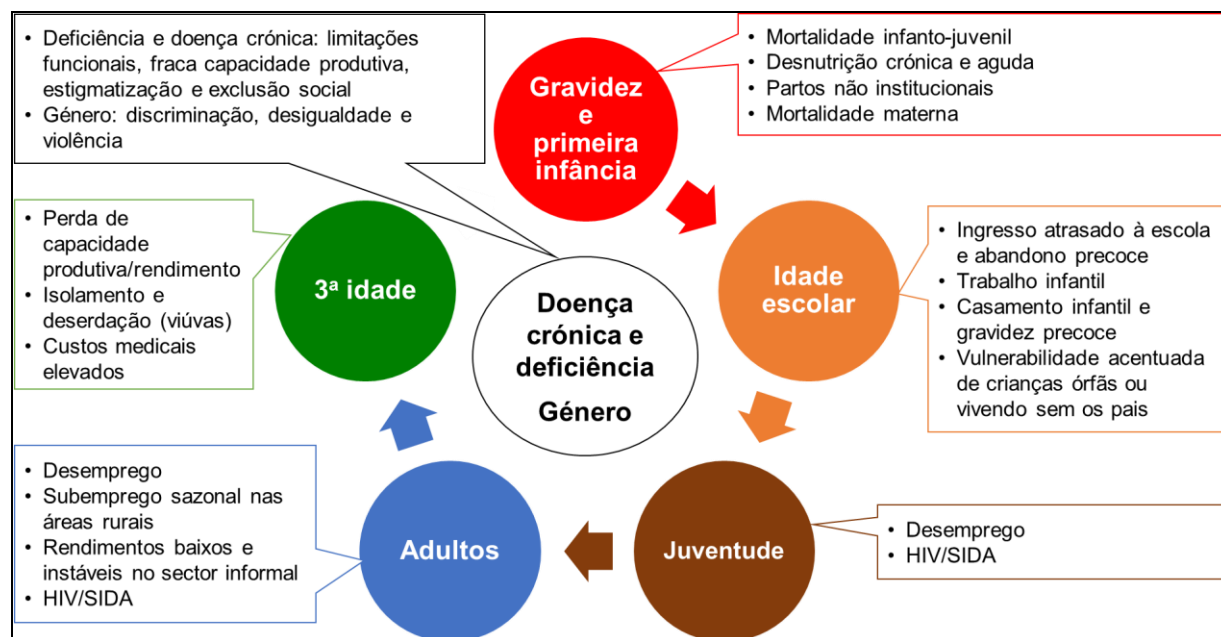 • Deficiência e doença crónica: limitações
funcionais, fraca capacidade produtiva,
estigmatização e exclusão social
• Género: discriminação, desigualdade e
violência
Gravidez
e
primeira
infância
• Mortalidade infanto-juvenil
• Desnutrição crónica e aguda
• Partos não institucionais
• Mortalidade materna
• Perda de
capacidade
produtiva/rendimento
• Isolamento e
deserdação (viúvas)
• Custos medicais
elevados
3ª idade
Doença
crónica e
deficiência
Género
Idade
escolar
• Ingresso atrasado à escola
e abandono precoce
• Trabalho infantil
• Casamento infantil e
gravidez precoce
• Vulnerabilidade acentuada
de crianças órfãs ou
vivendo sem os pais
• Desemprego
• Subemprego sazonal nas
áreas rurais
• Rendimentos baixos e
instáveis no sector informal
• HIV/SIDA
Adultos
Juventude
• Desemprego
• HIV/SIDA